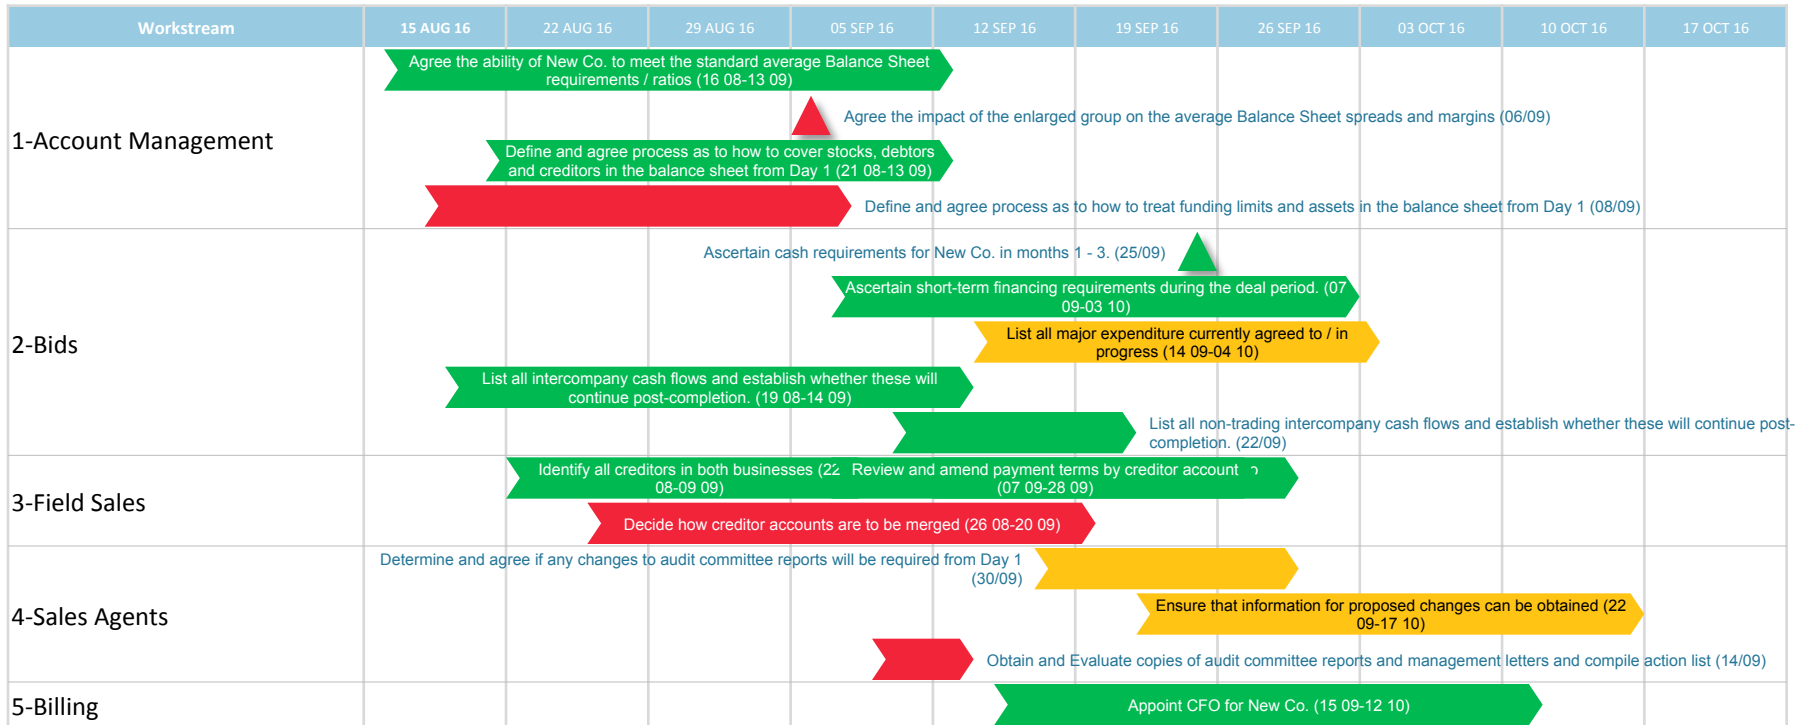 Workstream
15 AUG 16
22 AUG 16
29 AUG 16
05 SEP 16
12 SEP 16
19 SEP 16
26 SEP 16
03 OCT 16
10 OCT 16
17 OCT 16
1-Account Management
Agree the ability of New Co. to meet the standard average Balance Sheet
requirements / ratios (16 08-13 09)
Agree the impact of the enlarged group on the average Balance Sheet spreads and margins (06/09)
Define and agree process as to how to cover stocks, debtors
and creditors in the balance sheet from Day 1 (21 08-13 09)
Define and agree process as to how to treat funding limits and assets in the balance sheet from Day 1 (08/09)
2-Bids
Ascertain cash requirements for New Co. in months 1 - 3. (25/09)
Ascertain short-term financing requirements during the deal period. (07
09-03 10)
List all major expenditure currently agreed to / in
progress (14 09-04 10)
List all intercompany cash flows and establish whether these will
continue post-completion. (19 08-14 09)
List all non-trading intercompany cash flows and establish whether these will continue post-
completion. (22/09)
3-Field Sales
Identify all creditors in both businesses (22
08-09 09)
Review and amend payment terms by creditor account
(07 09-28 09)
Decide how creditor accounts are to be merged (26 08-20 09)
4-Sales Agents
Determine and agree if any changes to audit committee reports will be required from Day 1
(30/09)
Ensure that information for proposed changes can be obtained (22
09-17 10)
Obtain and Evaluate copies of audit committee reports and management letters and compile action list (14/09)
5-Billing
Appoint CFO for New Co. (15 09-12 10)